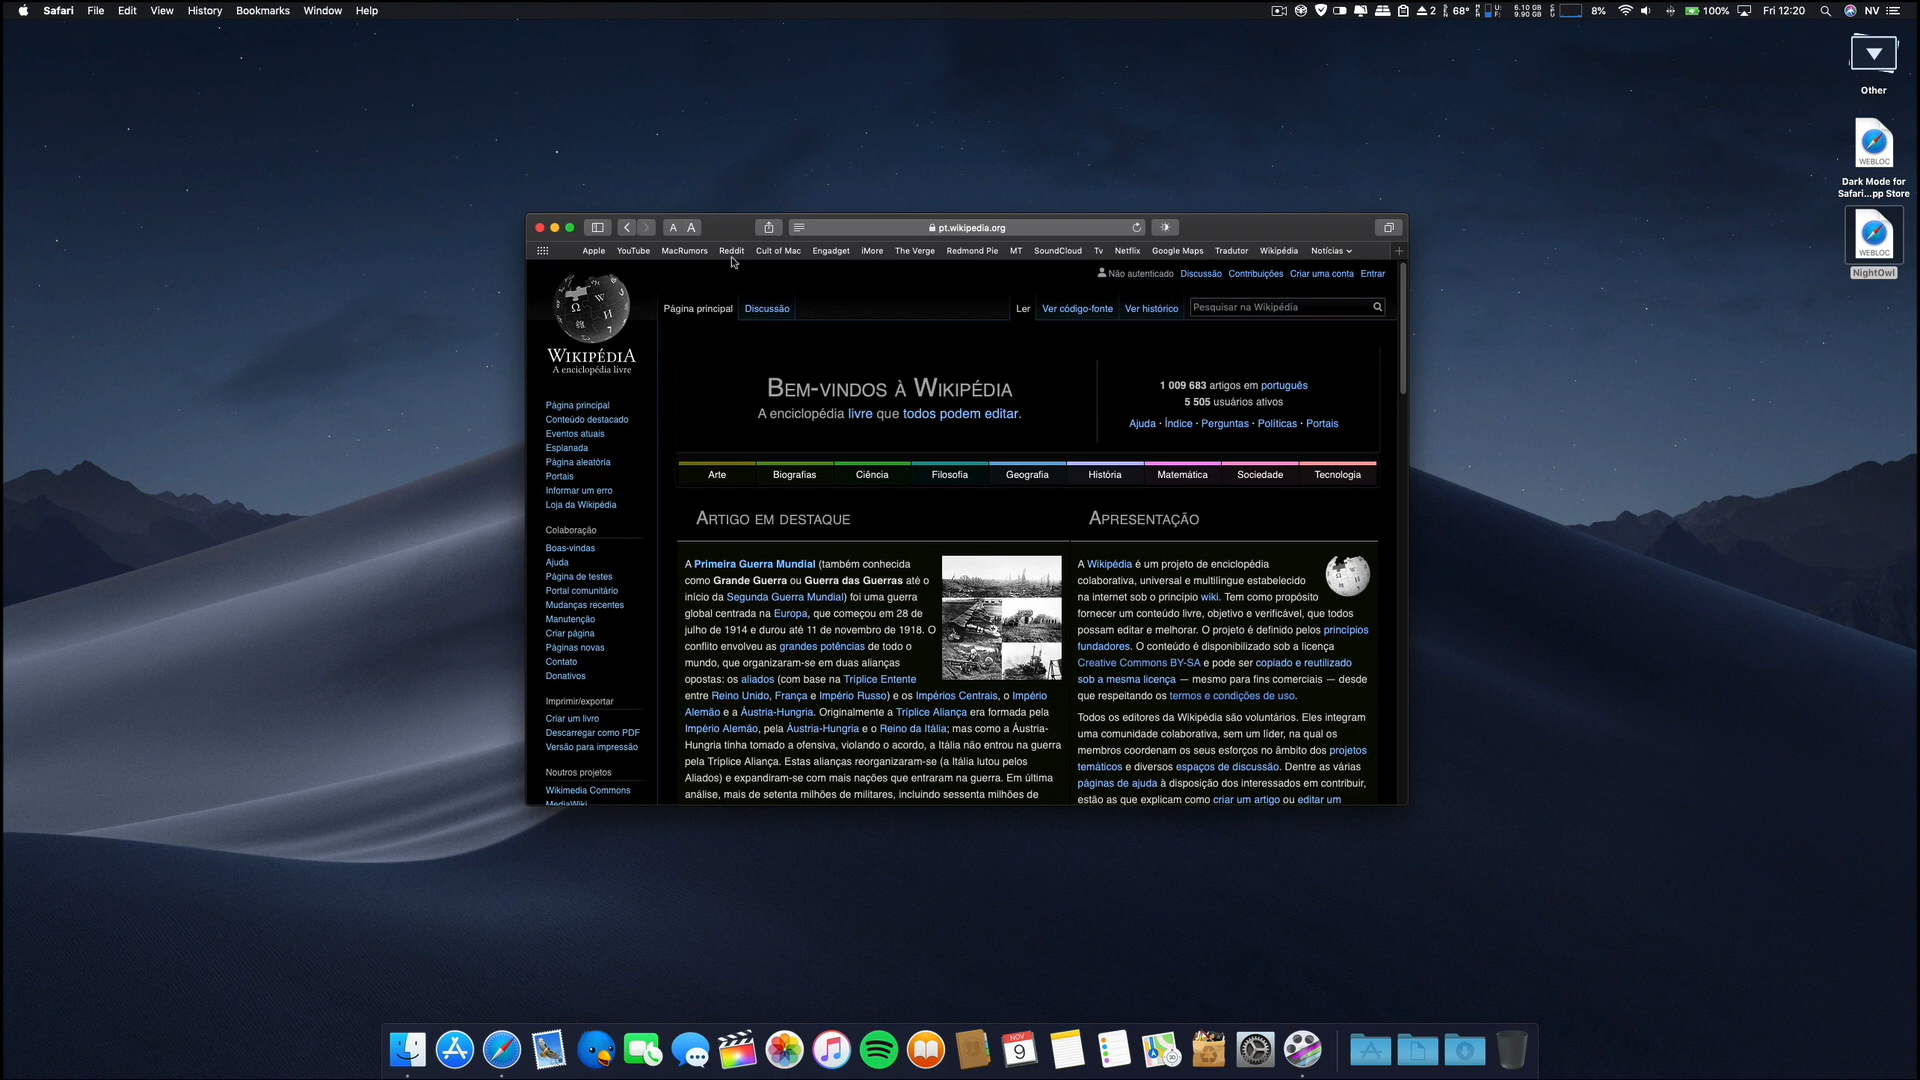 Safari File Edit View History Bookmarks Window Help
2 68° U: F: 6.10 GB 9.90 GB 8% 100% Fri 12:20 NV
Other
WEBLOC
Dark Mode for
Safari...pp Store
WEBLOC
NightOwl
A A pt.wikipedia.org
Apple YouTube MacRumors Reddit Cult of Mac Engadget iMore The Verge Redmond Pie MT SoundCloud Tv Netflix Google Maps Tradutor Wikipédia Notícias
Não autenticado Discussão Contribuições Criar uma conta Entrar
Página principal Discussão Ler Ver código-fonte Ver histórico Pesquisar na Wikipédia
WIKIPÉDIA
A enciclopédia livre
Página principal
Conteúdo destacado
Eventos atuais
Esplanada
Página aleatória
Portais
Informar um erro
Loja da Wikipédia
Colaboração
Boas-vindas
Ajuda
Página de testes
Portal comunitário
Mudanças recentes
Manutenção
Criar página
Páginas novas
Contato
Donativos
Imprimir/exportar
Criar um livro
Descarregar como PDF
Versão para impressão
Noutros projetos
Wikimedia Commons
MediaWiki
BEM-VINDOS À WIKIPÉDIA
A enciclopédia livre que todos podem editar.
1 009 683 artigos em português
5 505 usuários ativos
Ajuda · Índice · Perguntas · Políticas · Portais
Arte Biografias Ciência Filosofia Geografia História Matemática Sociedade Tecnologia
ARTIGO EM DESTAQUE
A Primeira Guerra Mundial (também conhecida
como Grande Guerra ou Guerra das Guerras até o
início da Segunda Guerra Mundial) foi uma guerra
global centrada na Europa, que começou em 28 de
julho de 1914 e durou até 11 de novembro de 1918. O
conflito envolveu as grandes potências de todo o
mundo, que organizaram-se em duas alianças
opostas: os aliados (com base na Tríplice Entente
entre Reino Unido, França e Império Russo) e os Impérios Centrais, o Império
Alemão e a Áustria-Hungria. Originalmente a Tríplice Aliança era formada pela
Império Alemão, pela Áustria-Hungria e o Reino da Itália; mas como a Áustria-
Hungria tinha tomado a ofensiva, violando o acordo, a Itália não entrou na guerra
pela Tríplice Aliança. Estas alianças reorganizaram-se (a Itália lutou pelos
Aliados) e expandiram-se com mais nações que entraram na guerra. Em última
análise, mais de setenta milhões de militares, incluindo sessenta milhões de
APRESENTAÇÃO
A Wikipédia é um projeto de enciclopédia
colaborativa, universal e multilíngue estabelecido
na internet sob o princípio wiki. Tem como propósito
fornecer um conteúdo livre, objetivo e verificável, que todos
possam editar e melhorar. O projeto é definido pelos princípios
fundadores. O conteúdo é disponibilizado sob a licença
Creative Commons BY-SA e pode ser copiado e reutilizado
sob a mesma licença — mesmo para fins comerciais — desde
que respeitando os termos e condições de uso.
Todos os editores da Wikipédia são voluntários. Eles integram
uma comunidade colaborativa, sem um líder, na qual os
membros coordenam os seus esforços no âmbito dos projetos
temáticos e diversos espaços de discussão. Dentre as várias
páginas de ajuda à disposição dos interessados em contribuir,
estão as que explicam como criar um artigo ou editar um
NOV
9